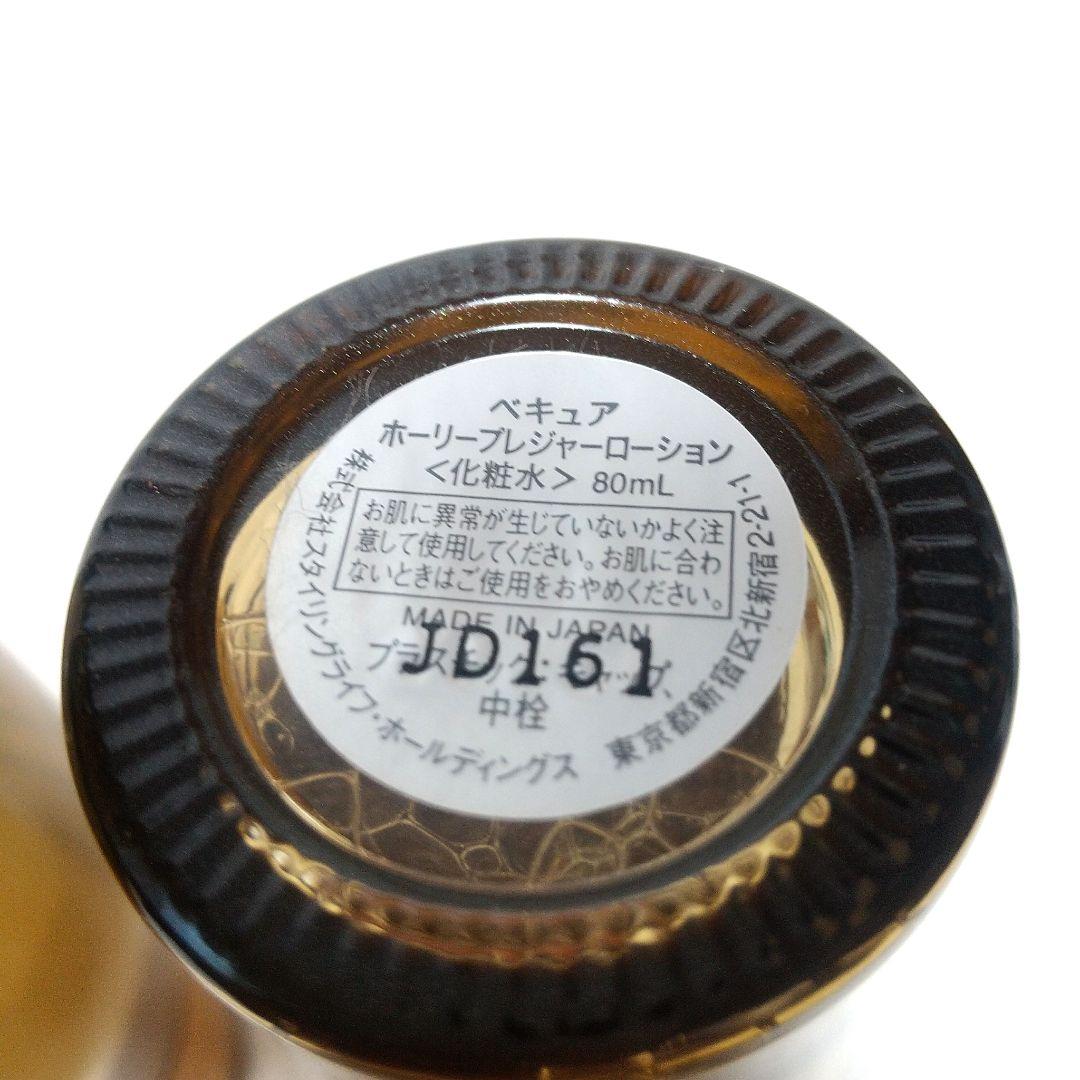 ベキュア
ホーリープレジャーローション
<化粧水> 80mL
お肌に異常が生じていないかよく注
意して使用してください。お肌に合わ
ないときはご使用をおやめください。
MADE IN JAPAN
JD161
中栓
株式会社スタイリングライフ・ホールディングス 東京都新宿区北新宿2-21-1